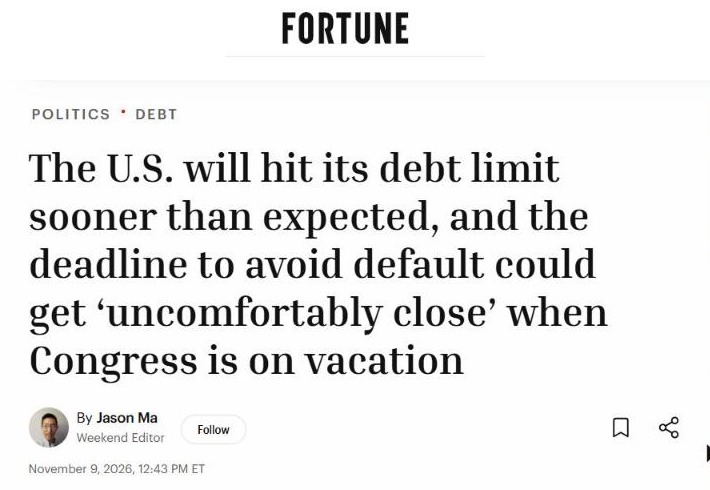 FORTUNE
POLITICS • DEBT
The U.S. will hit its debt limit
sooner than expected, and the
deadline to avoid default could
get ‘uncomfortably close’ when
Congress is on vacation
By Jason Ma
Weekend Editor
Follow
November 9, 2026, 12:43 PM ET